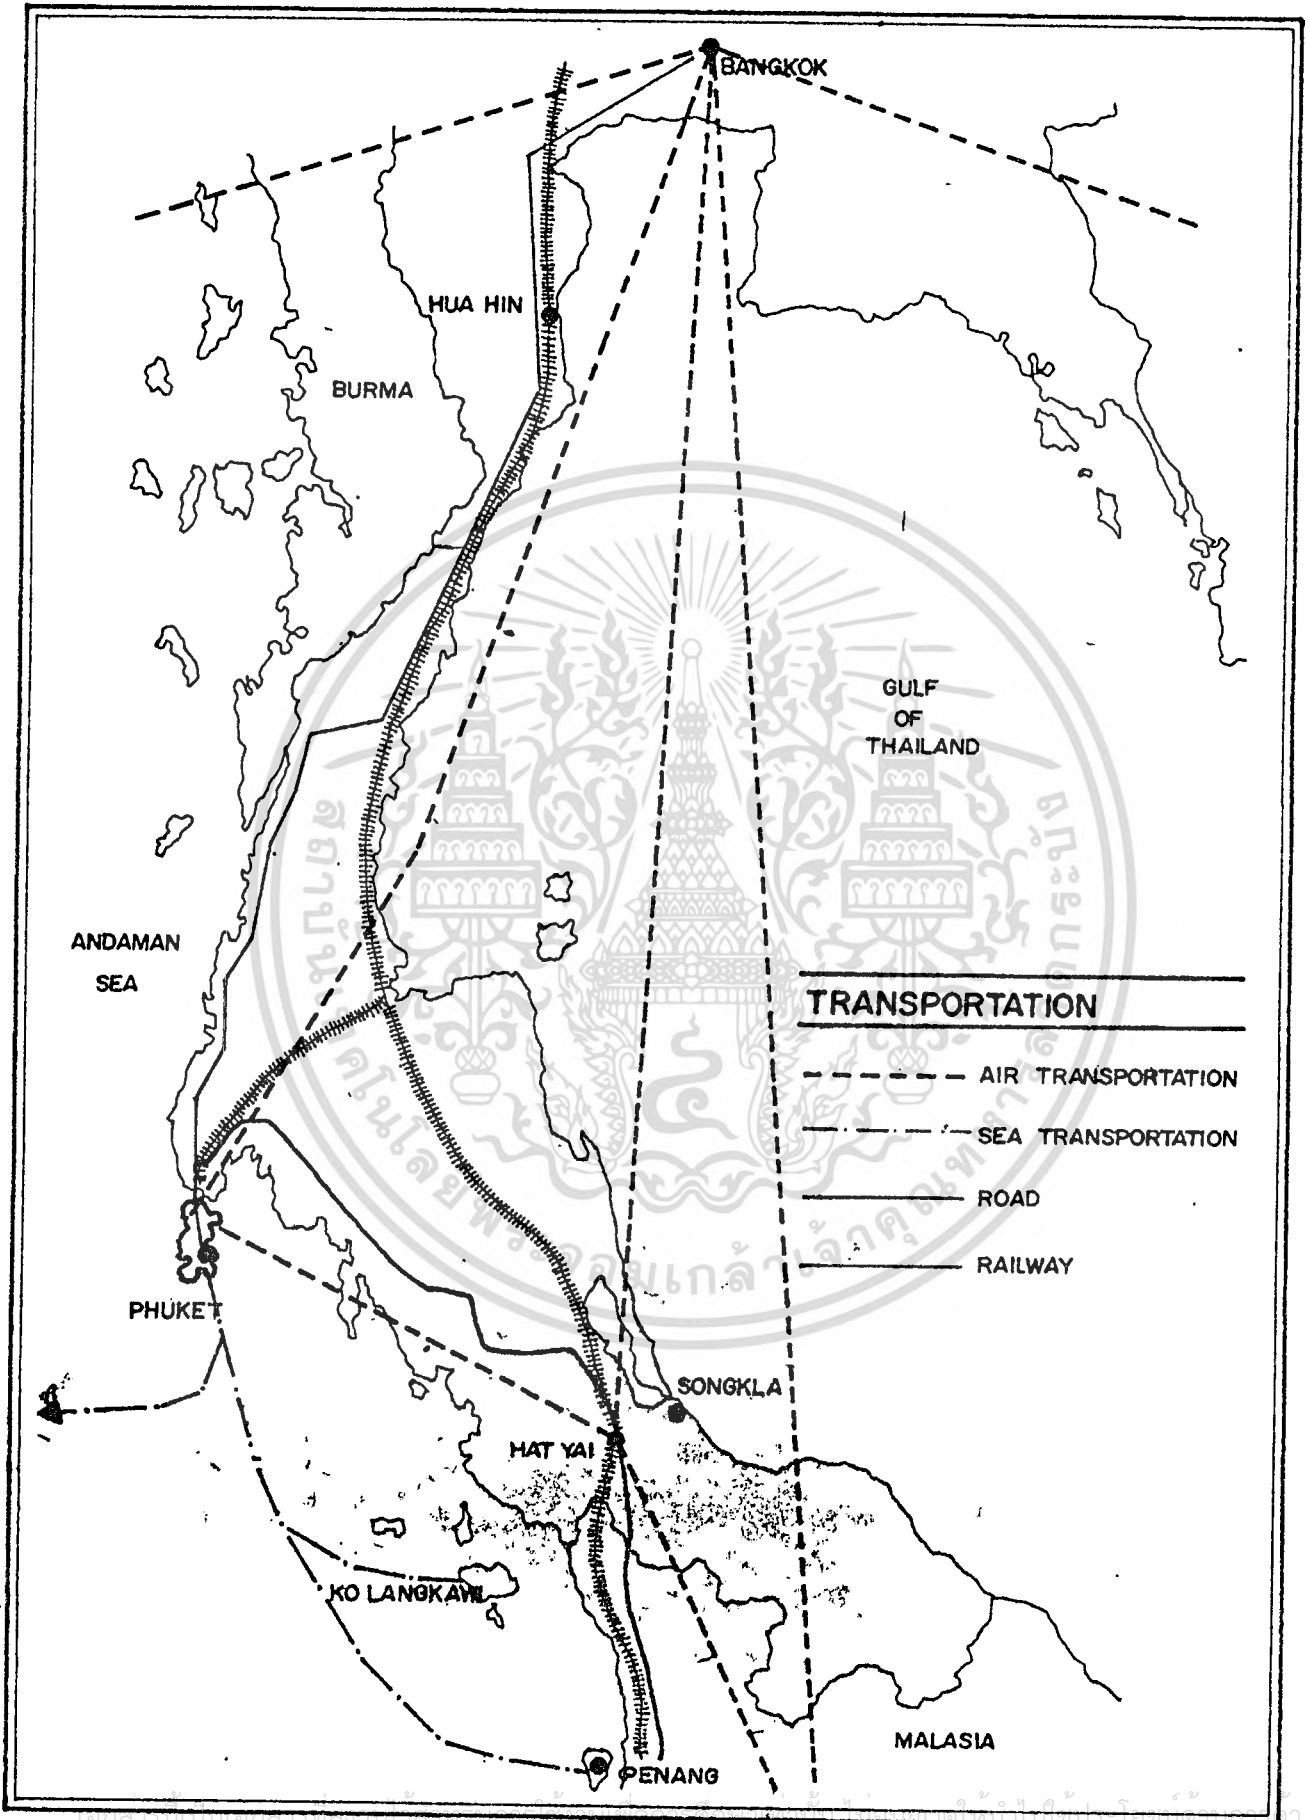 BANGKOK
HUA HIN
BURMA
GULF
OF
THAILAND
ANDAMAN
SEA
TRANSPORTATION
AIR TRANSPORTATION
SEA TRANSPORTATION
ROAD
RAILWAY
PHUKET
SONGKLA
HAT YAI
KO LANGKAWI
MALASIA
PENANG